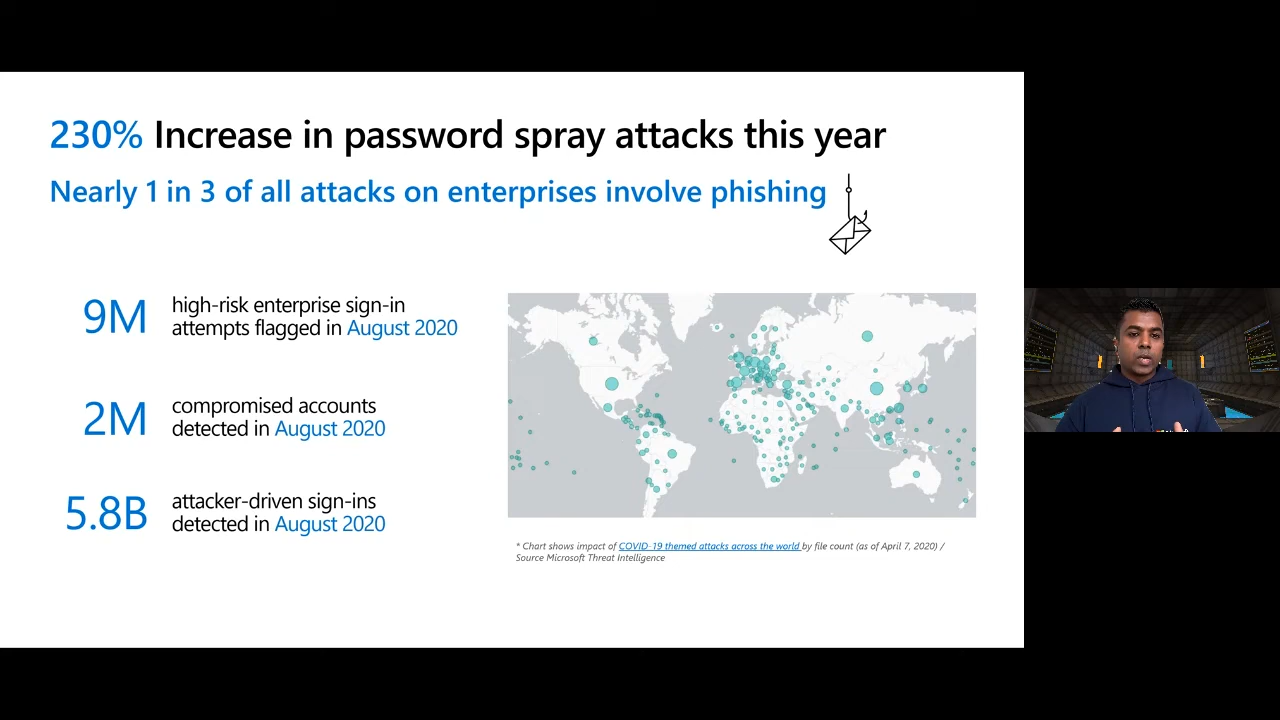 230% Increase in password spray attacks this year
Nearly 1 in 3 of all attacks on enterprises involve phishing
9M
high-risk enterprise sign-in
attempts flagged in August 2020
2M
compromised accounts
detected in August 2020
5.8B
attacker-driven sign-ins
detected in August 2020
* Chart shows impact of COVID-19 themed attacks across the world by file count (as of April 7, 2020) /
Source Microsoft Threat Intelligence